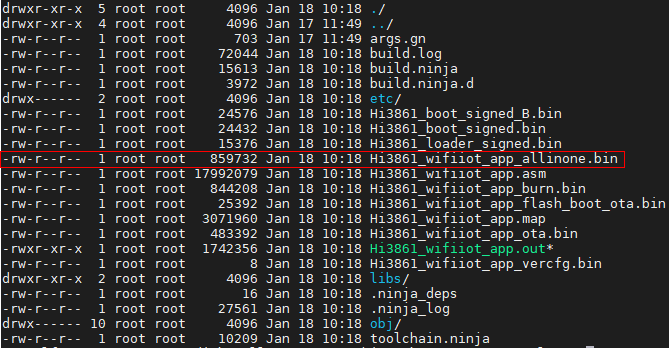 drwxr-xr-x  5 root root     4096 Jan 18 10:18 ./
drwxr-xr-x  4 root root     4096 Jan 17 11:49 ../
-rw-r--r--  1 root root      703 Jan 17 11:49 args.gn
-rw-r--r--  1 root root    72044 Jan 18 10:18 build.log
-rw-r--r--  1 root root    15613 Jan 18 10:18 build.ninja
-rw-r--r--  1 root root     3972 Jan 18 10:18 build.ninja.d
drwx------  2 root root     4096 Jan 18 10:18 etc/
-rw-r--r--  1 root root    24576 Jan 18 10:18 Hi3861_boot_signed_B.bin
-rw-r--r--  1 root root    24432 Jan 18 10:18 Hi3861_boot_signed.bin
-rw-r--r--  1 root root    15376 Jan 18 10:18 Hi3861_loader_signed.bin
-rw-r--r--  1 root root   859732 Jan 18 10:18 Hi3861_wifiiot_app_allinone.bin
-rw-r--r--  1 root root 17992079 Jan 18 10:18 Hi3861_wifiiot_app.asm
-rw-r--r--  1 root root   844208 Jan 18 10:18 Hi3861_wifiiot_app_burn.bin
-rw-r--r--  1 root root    25392 Jan 18 10:18 Hi3861_wifiiot_app_flash_boot_ota.bin
-rw-r--r--  1 root root  3071960 Jan 18 10:18 Hi3861_wifiiot_app.map
-rw-r--r--  1 root root   483392 Jan 18 10:18 Hi3861_wifiiot_app_ota.bin
-rwxr-xr-x  1 root root  1742356 Jan 18 10:18 Hi3861_wifiiot_app.out*
-rw-r--r--  1 root root        8 Jan 18 10:18 Hi3861_wifiiot_app_vercfg.bin
drwxr-xr-x  2 root root     4096 Jan 18 10:18 libs/
-rw-r--r--  1 root root       16 Jan 18 10:18 .ninja_deps
-rw-r--r--  1 root root    27561 Jan 18 10:18 .ninja_log
drwx------ 10 root root     4096 Jan 18 10:18 obj/
-rw-r--r--  1 root root    10209 Jan 18 10:18 toolchain.ninja